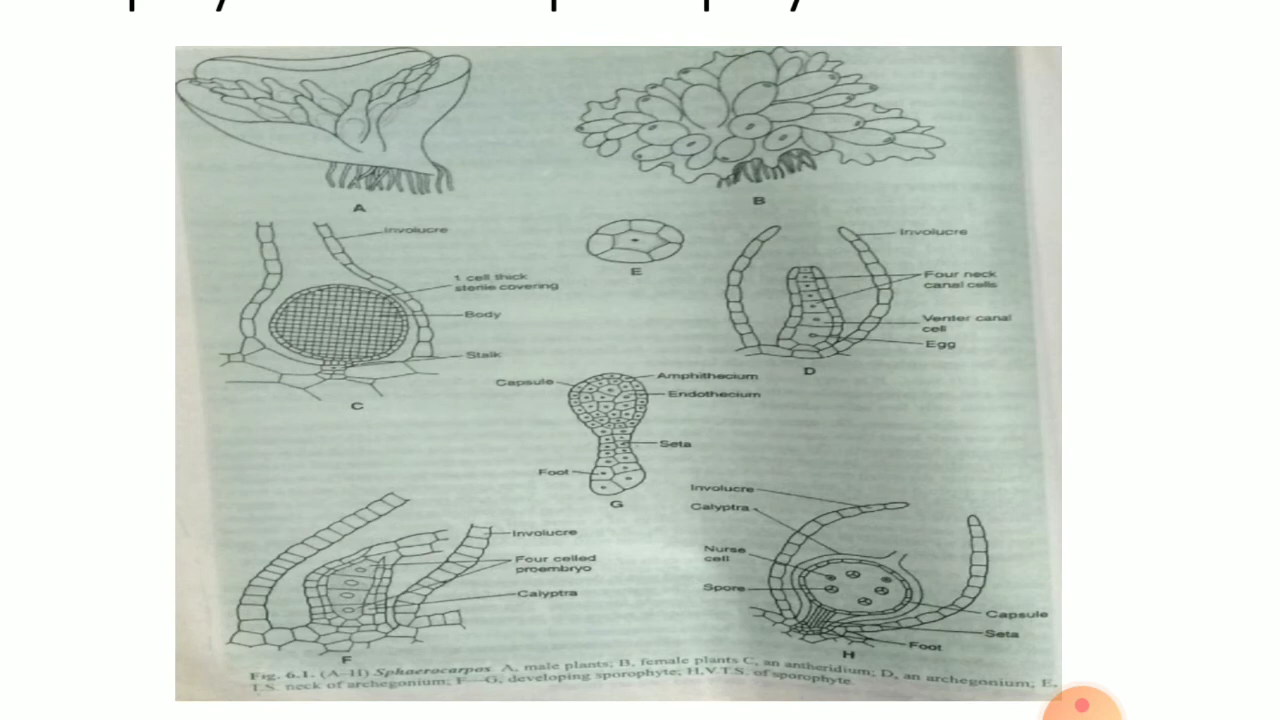 A
B
Involucre
1 cell thick
sterile covering
Body
Stalk
C
E
Involucre
Four neck
canal cells
Venter canal
cell
Egg
D
Capsule
Amphithecium
Endothecium
Seta
Foot
G
Involucre
Four celled
proembryo
Calyptra
F
Involucre
Calyptra
Nurse
cell
Spore
Capsule
Seta
Foot
H
Fig. 6.1. (A–H) Sphaerocarpos A, male plants; B, female plants C, an antheridium; D, an archegonium; E,
T.S. neck of archegonium; F—G, developing sporophyte; H,V.T.S. of sporophyte.